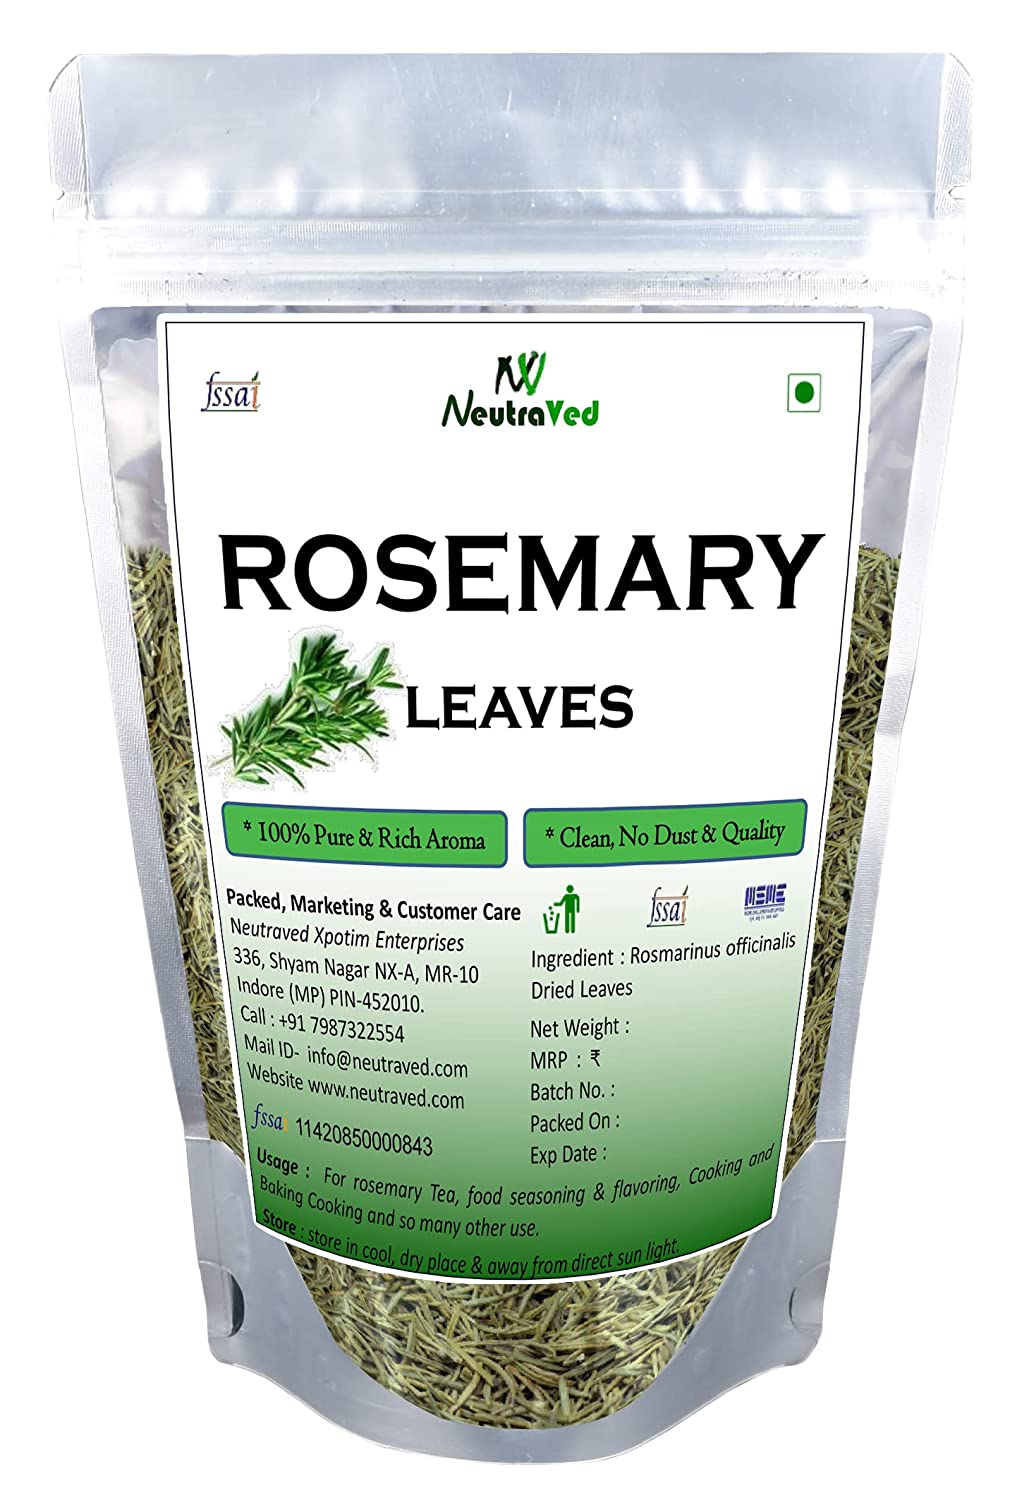 fssai
NeutraVed
ROSEMARY
LEAVES
* 100% Pure & Rich Aroma
* Clean, No Dust & Quality
Packed, Marketing & Customer Care
Neutraved Xpotim Enterprises
336, Shyam Nagar NX-A, MR-10
Indore (MP) PIN-452010.
Call : +91 7987322554
Mail ID- info@neutraved.com
Website www.neutraved.com
fssai 11420850000843
fssai
Ingredient : Rosmarinus officinalis
Dried Leaves
Net Weight :
MRP : ₹
Batch No. :
Packed On :
Exp Date :
Usage : For rosemary Tea, food seasoning & flavoring, Cooking and
Baking Cooking and so many other use.
Store : store in cool, dry place & away from direct sun light.